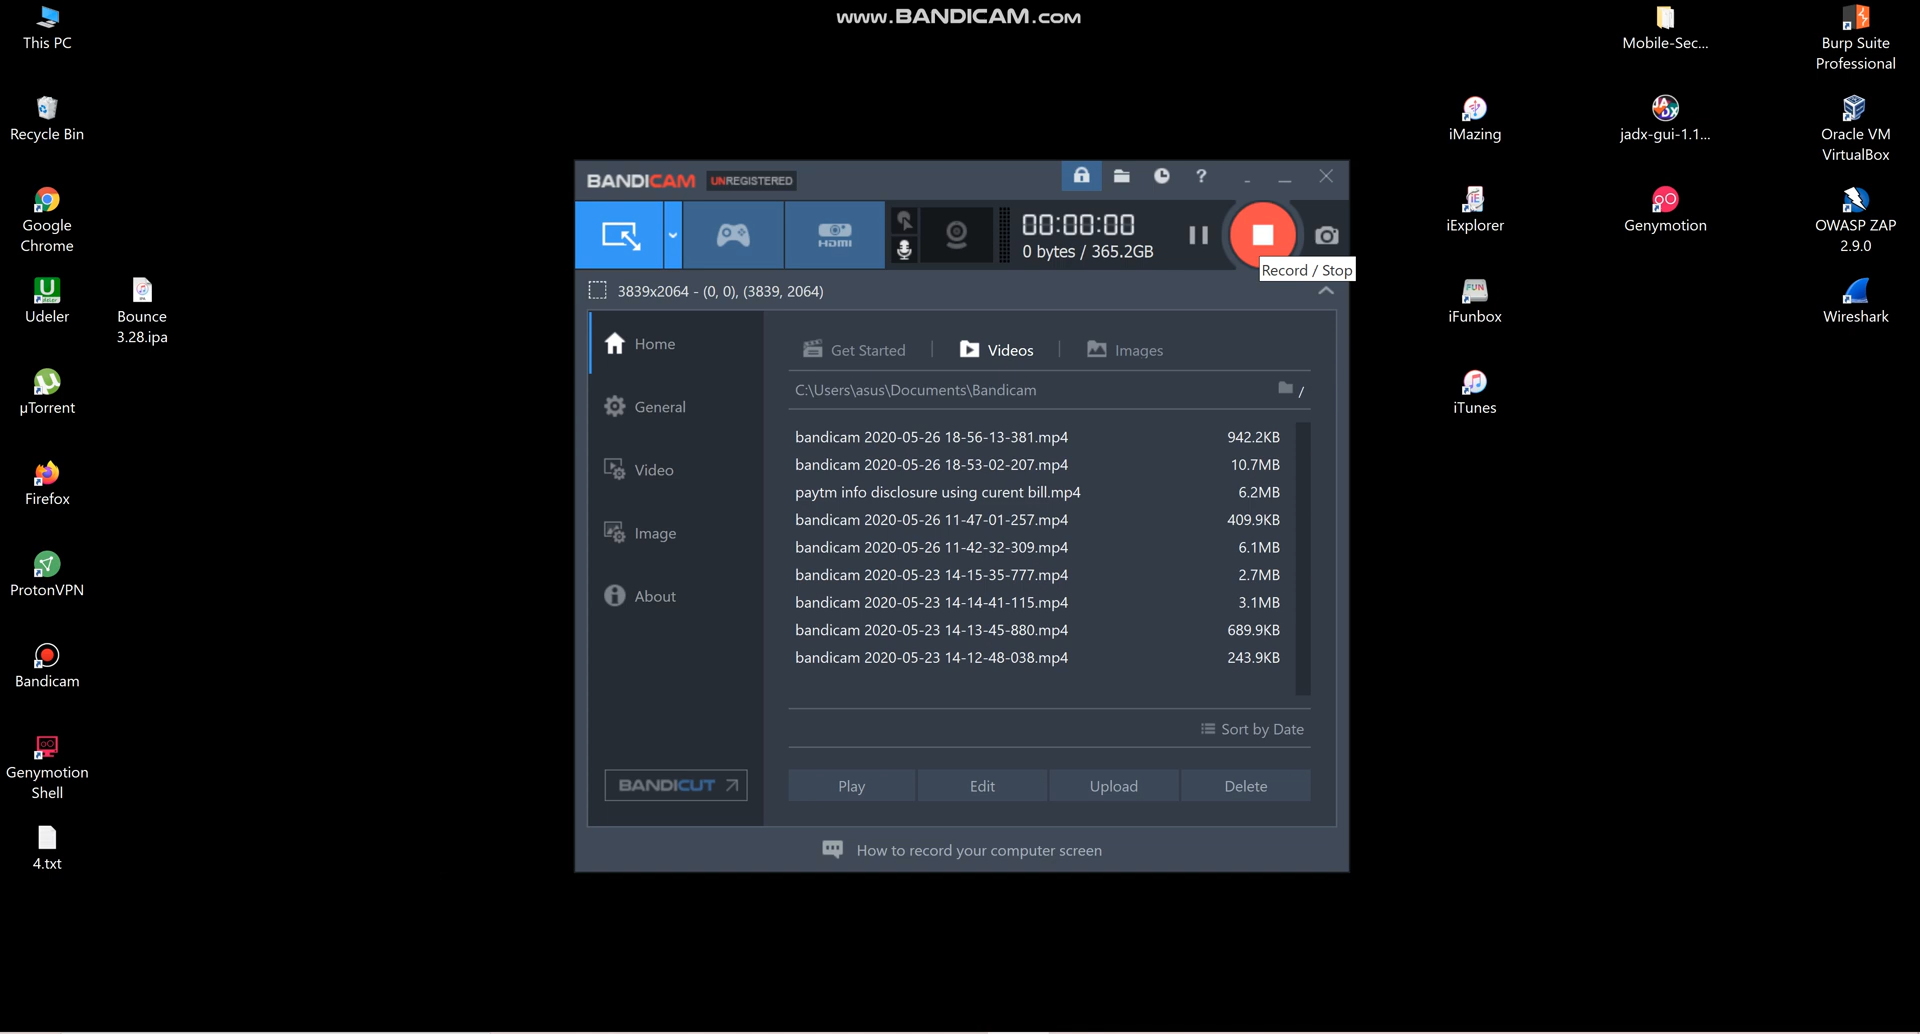 www.BANDICAM.com
This PC
Recycle Bin
Google
Chrome
Udeler
Bounce
3.28.ipa
µTorrent
Firefox
ProtonVPN
Bandicam
Genymotion
Shell
4.txt
BANDICAM UNREGISTERED
?
HDMI
00:00:00
0 bytes / 365.2GB
Record / Stop
3839x2064 - (0, 0), (3839, 2064)
Home
General
Video
Image
About
BANDICUT
Get Started
Videos
Images
C:\Users\asus\Documents\Bandicam
/
bandicam 2020-05-26 18-56-13-381.mp4 942.2KB
bandicam 2020-05-26 18-53-02-207.mp4 10.7MB
paytm info disclosure using curent bill.mp4 6.2MB
bandicam 2020-05-26 11-47-01-257.mp4 409.9KB
bandicam 2020-05-26 11-42-32-309.mp4 6.1MB
bandicam 2020-05-23 14-15-35-777.mp4 2.7MB
bandicam 2020-05-23 14-14-41-115.mp4 3.1MB
bandicam 2020-05-23 14-13-45-880.mp4 689.9KB
bandicam 2020-05-23 14-12-48-038.mp4 243.9KB
Sort by Date
Play Edit Upload Delete
How to record your computer screen
iMazing
iExplorer
iFunbox
iTunes
Mobile-Sec...
jadx-gui-1.1...
Genymotion
Burp Suite
Professional
Oracle VM
VirtualBox
OWASP ZAP
2.9.0
Wireshark